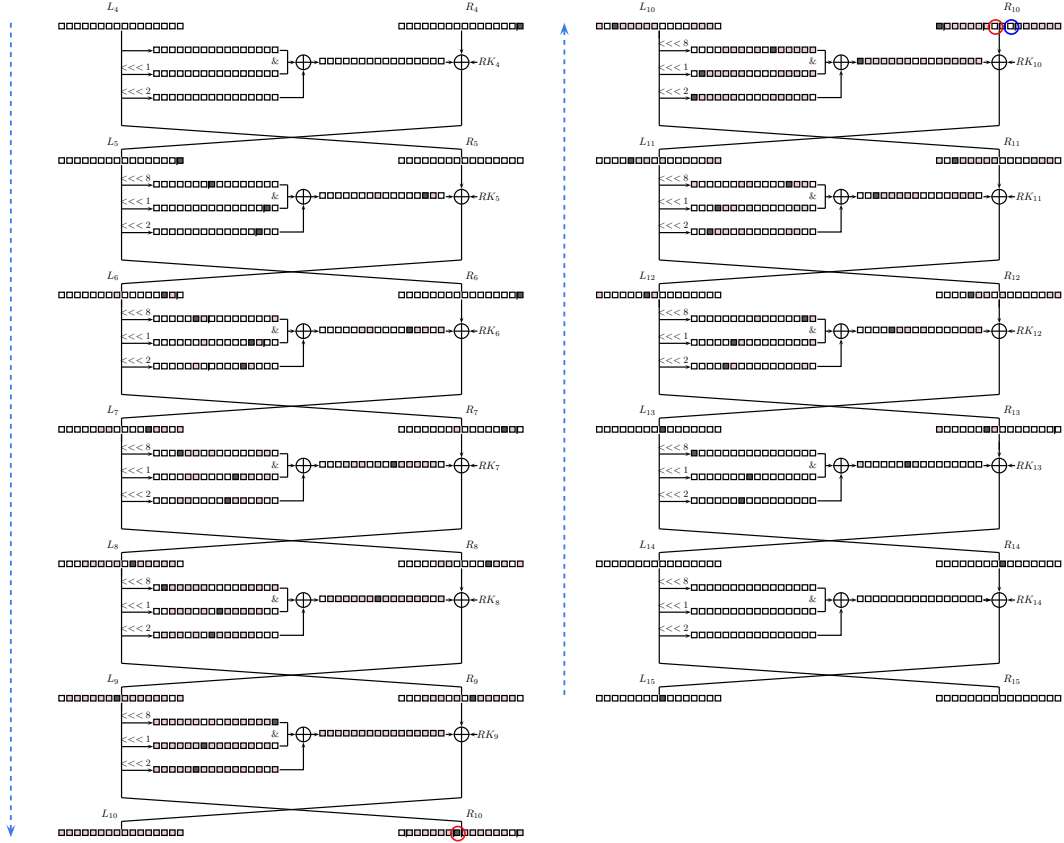 L4 R4
<<< 8
&
<<< 1 RK4
<<< 2
L5 R5
<<< 8
&
<<< 1 RK5
<<< 2
L6 R6
<<< 8
&
<<< 1 RK6
<<< 2
L7 R7
<<< 8
&
<<< 1 RK7
<<< 2
L8 R8
<<< 8
&
<<< 1 RK8
<<< 2
L9 R9
<<< 8
&
<<< 1 RK9
<<< 2
L10 R10
L10 R10
<<< 8
&
<<< 1 RK10
<<< 2
L11 R11
<<< 8
&
<<< 1 RK11
<<< 2
L12 R12
<<< 8
&
<<< 1 RK12
<<< 2
L13 R13
<<< 8
&
<<< 1 RK13
<<< 2
L14 R14
<<< 8
&
<<< 1 RK14
<<< 2
L15 R15